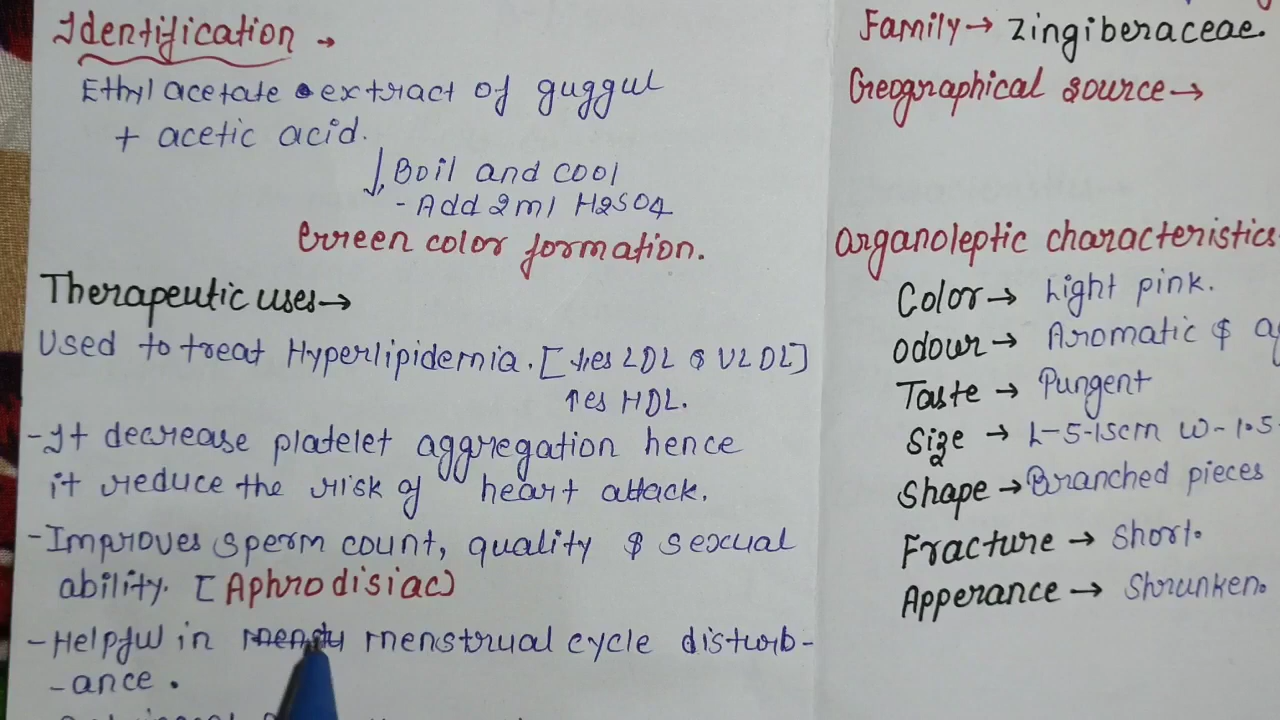 Identification →
Ethyl acetate extract of guggul
+ acetic acid.
↓ Boil and cool
- Add 2ml H2SO4
Green color formation.
Therapeutic uses →
Used to treat Hyperlipidemia. [↓es LDL & VLDL]
↑es HDL.
- It decrease platelet aggregation hence
it reduce the risk of heart attack.
- Improves sperm count, quality & sexual
ability. [Aphrodisiac]
- Helpful in menstrual cycle disturb-
-ance.
Family → Zingiberaceae.
Geographical source →
Organoleptic characteristics
Color → Light pink.
Odour → Aromatic &
Taste → Pungent
Size → L-5-15cm W-1.5
Shape → Branched pieces
Fracture → Short.
Apperance → Shrunken.